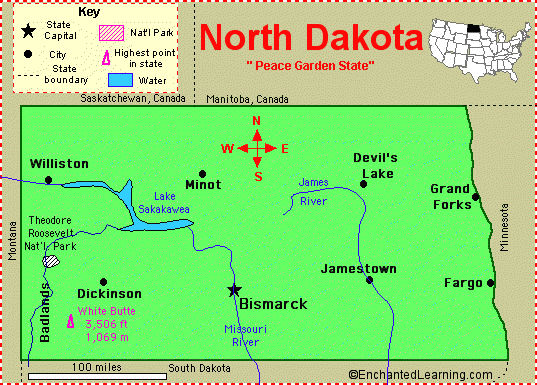 Key
State
Capital
Nat'l Park
City
Highest point
in state
State
boundary
Water
North Dakota
"Peace Garden State"
Saskatchewan, Canada
Manitoba, Canada
N
W
E
S
Williston
Minot
Devil's
Lake
Grand
Forks
Lake
Sakakawea
James
River
Theodore
Roosevelt
Nat'l. Park
Montana
Minnesota
Badlands
Dickinson
White Butte
3,506 ft
1,069 m
Bismarck
Missouri
River
Jamestown
Fargo
100 miles
South Dakota
©EnchantedLearning.com